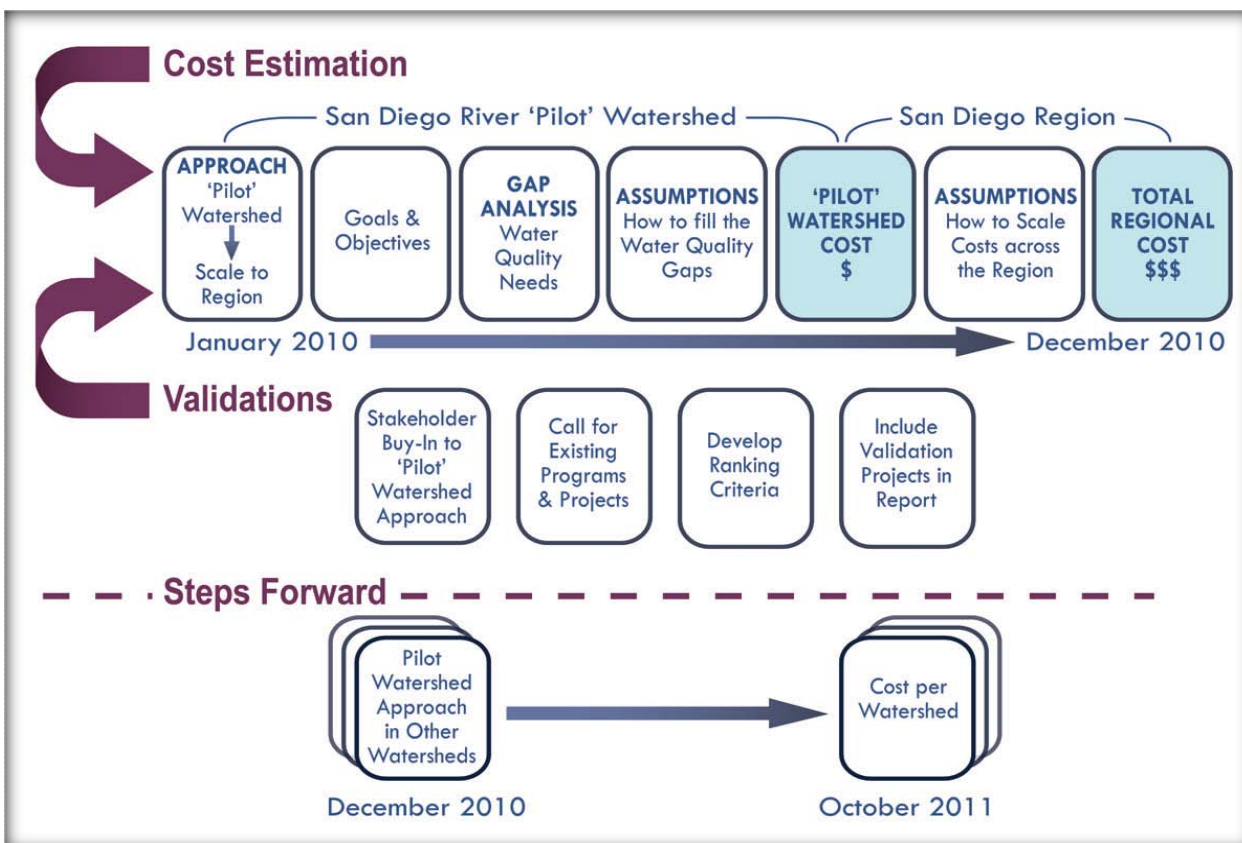 Cost Estimation
San Diego River 'Pilot' Watershed
San Diego Region
APPROACH
'Pilot'
Watershed
Scale to
Region
Goals &
Objectives
GAP
ANALYSIS
Water
Quality
Needs
ASSUMPTIONS
How to fill the
Water Quality
Gaps
'PILOT'
WATERSHED
COST
$
ASSUMPTIONS
How to Scale
Costs across
the Region
TOTAL
REGIONAL
COST
$$$
January 2010
December 2010
Validations
Stakeholder
Buy-In to
'Pilot'
Watershed
Approach
Call for
Existing
Programs
& Projects
Develop
Ranking
Criteria
Include
Validation
Projects in
Report
Steps Forward
Pilot
Watershed
Approach
in Other
Watersheds
Cost per
Watershed
December 2010
October 2011